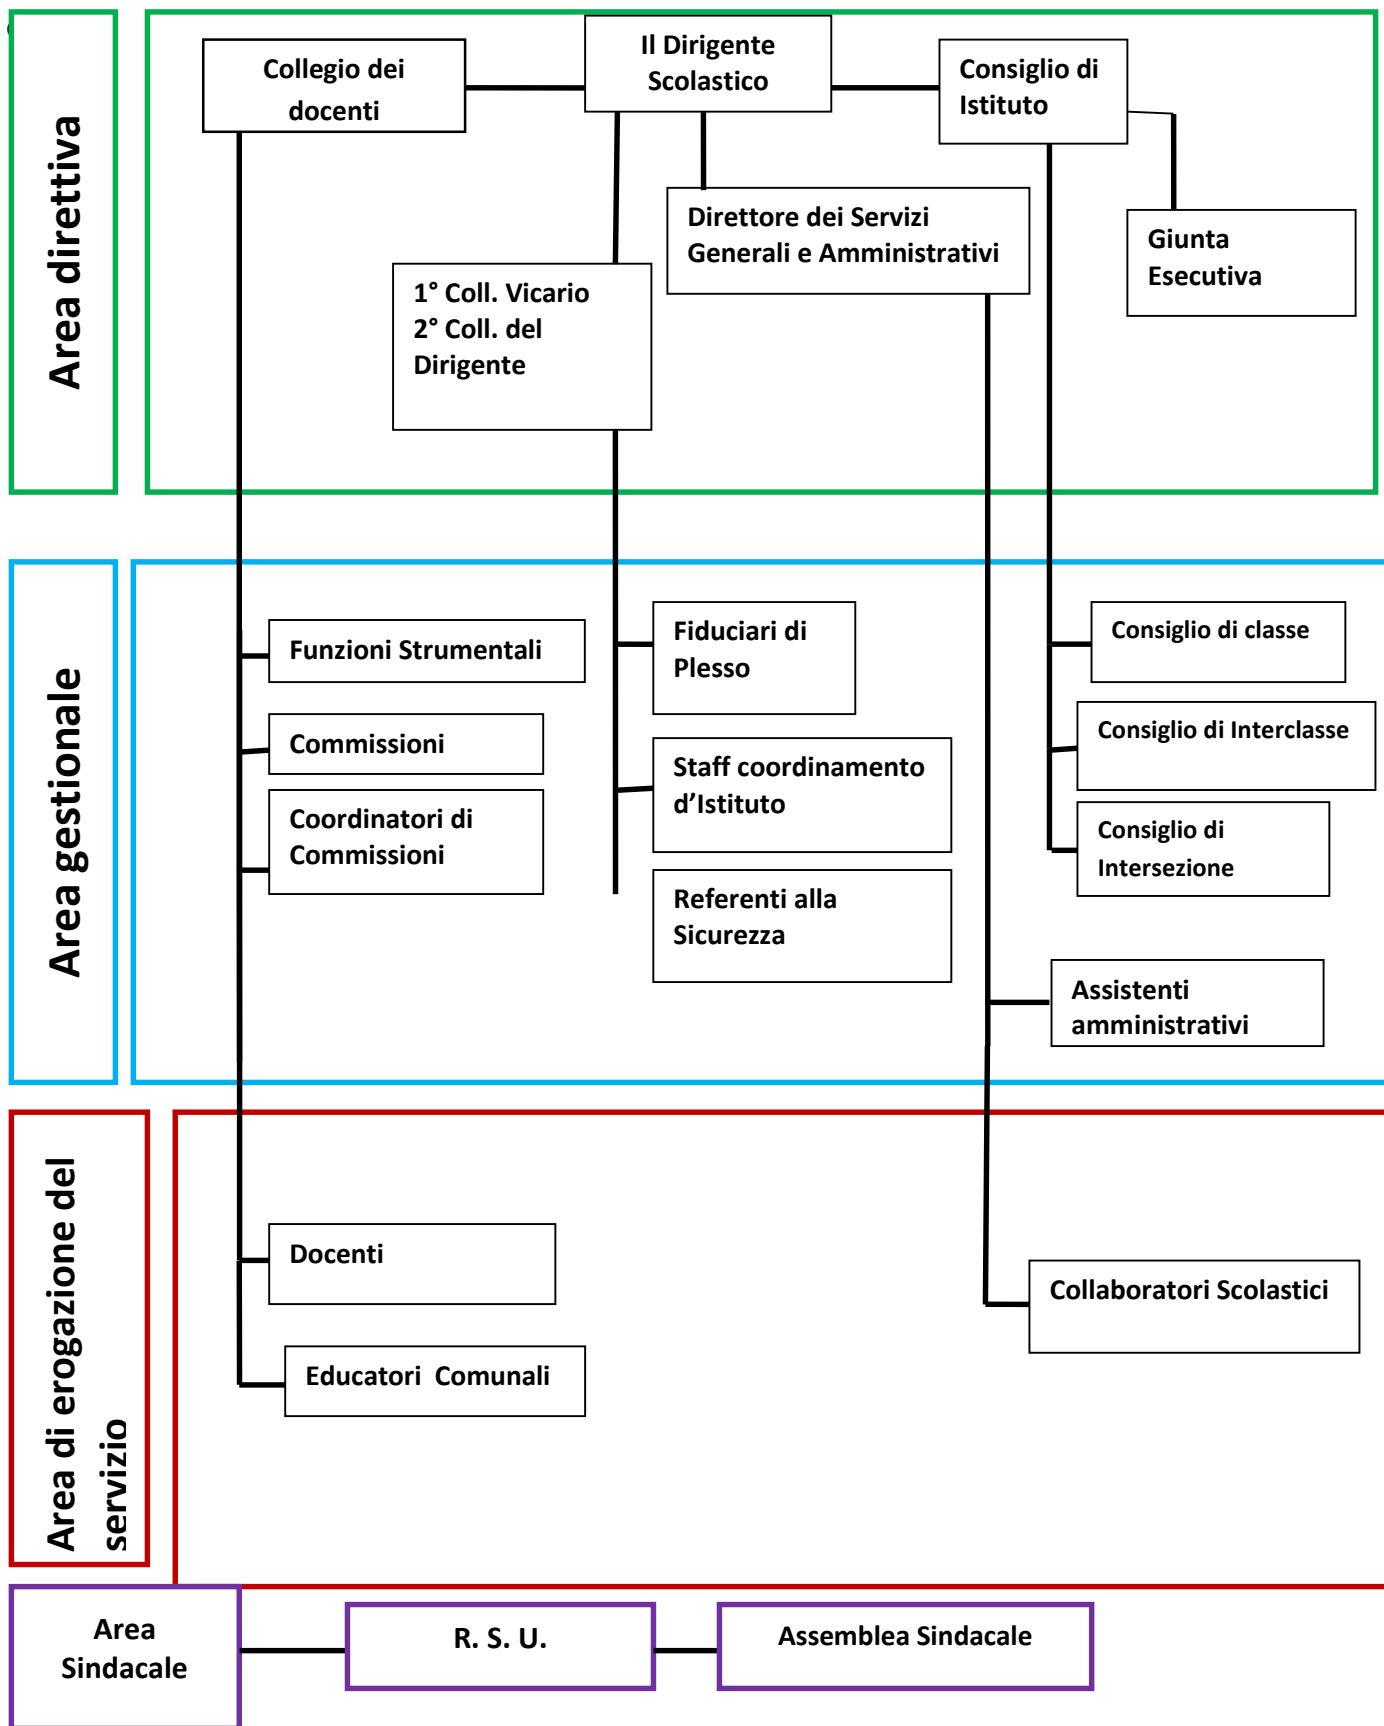 Area direttiva
Collegio dei
docenti
Il Dirigente
Scolastico
Consiglio di
Istituto
Direttore dei Servizi
Generali e Amministrativi
Giunta
Esecutiva
1° Coll. Vicario
2° Coll. del
Dirigente
Area gestionale
Funzioni Strumentali
Commissioni
Coordinatori di
Commissioni
Fiduciari di
Plesso
Staff coordinamento
d’Istituto
Referenti alla
Sicurezza
Consiglio di classe
Consiglio di Interclasse
Consiglio di
Intersezione
Assistenti
amministrativi
Area di erogazione del
servizio
Docenti
Educatori  Comunali
Collaboratori Scolastici
Area
Sindacale
R. S. U.
Assemblea Sindacale